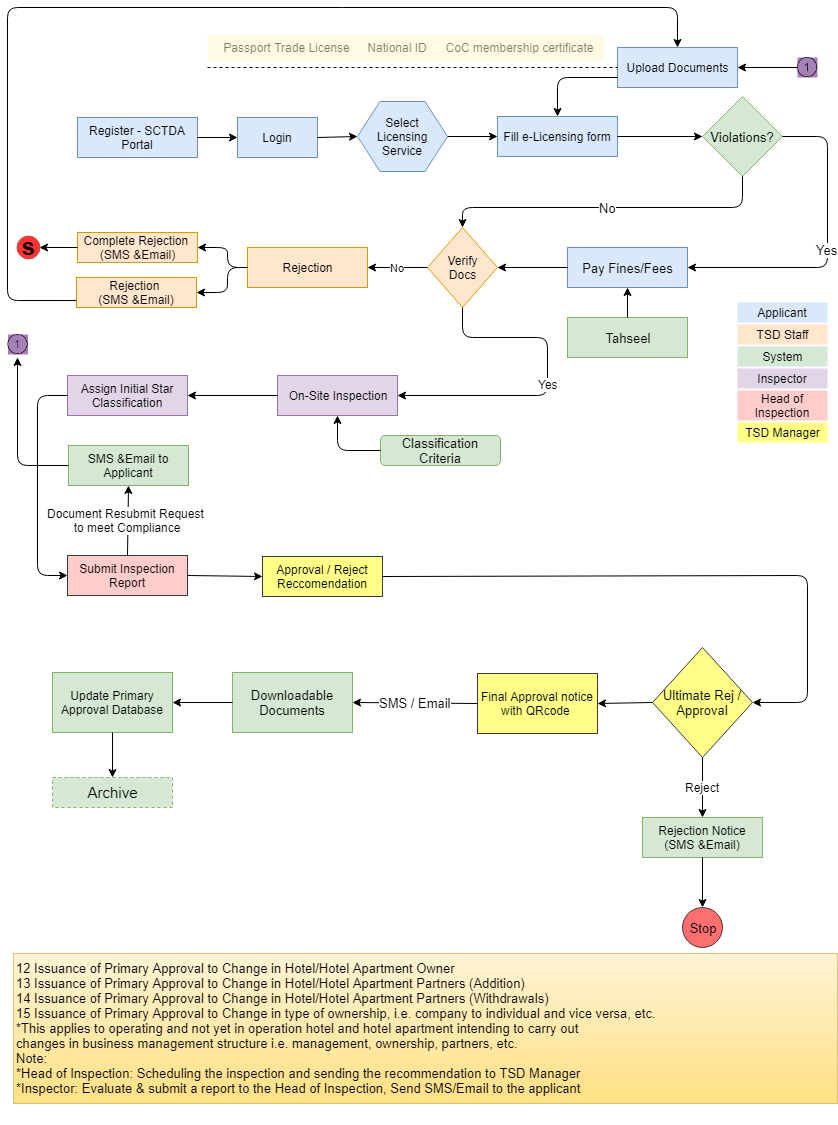 Passport Trade License National ID CoC membership certificate
Upload Documents
1
Register - SCTDA
Portal
Login
Select
Licensing
Service
Fill e-Licensing form
Violations?
No
Yes
Complete Rejection
(SMS &Email)
S
Rejection
(SMS &Email)
Rejection
No
Verify
Docs
Pay Fines/Fees
Tahseel
Applicant
TSD Staff
System
Inspector
Head of
Inspection
TSD Manager
1
Assign Initial Star
Classification
On-Site Inspection
Yes
Classification
Criteria
SMS &Email to
Applicant
Document Resubmit Request
to meet Compliance
Submit Inspection
Report
Approval / Reject
Reccomendation
Update Primary
Approval Database
Downloadable
Documents
SMS / Email
Final Approval notice
with QRcode
Ultimate Rej /
Approval
Archive
Reject
Rejection Notice
(SMS &Email)
Stop
12 Issuance of Primary Approval to Change in Hotel/Hotel Apartment Owner
13 Issuance of Primary Approval to Change in Hotel/Hotel Apartment Partners (Addition)
14 Issuance of Primary Approval to Change in Hotel/Hotel Apartment Partners (Withdrawals)
15 Issuance of Primary Approval to Change in type of ownership, i.e. company to individual and vice versa, etc.
*This applies to operating and not yet in operation hotel and hotel apartment intending to carry out
changes in business management structure i.e. management, ownership, partners, etc.
Note:
*Head of Inspection: Scheduling the inspection and sending the recommendation to TSD Manager
*Inspector: Evaluate & submit a report to the Head of Inspection, Send SMS/Email to the applicant